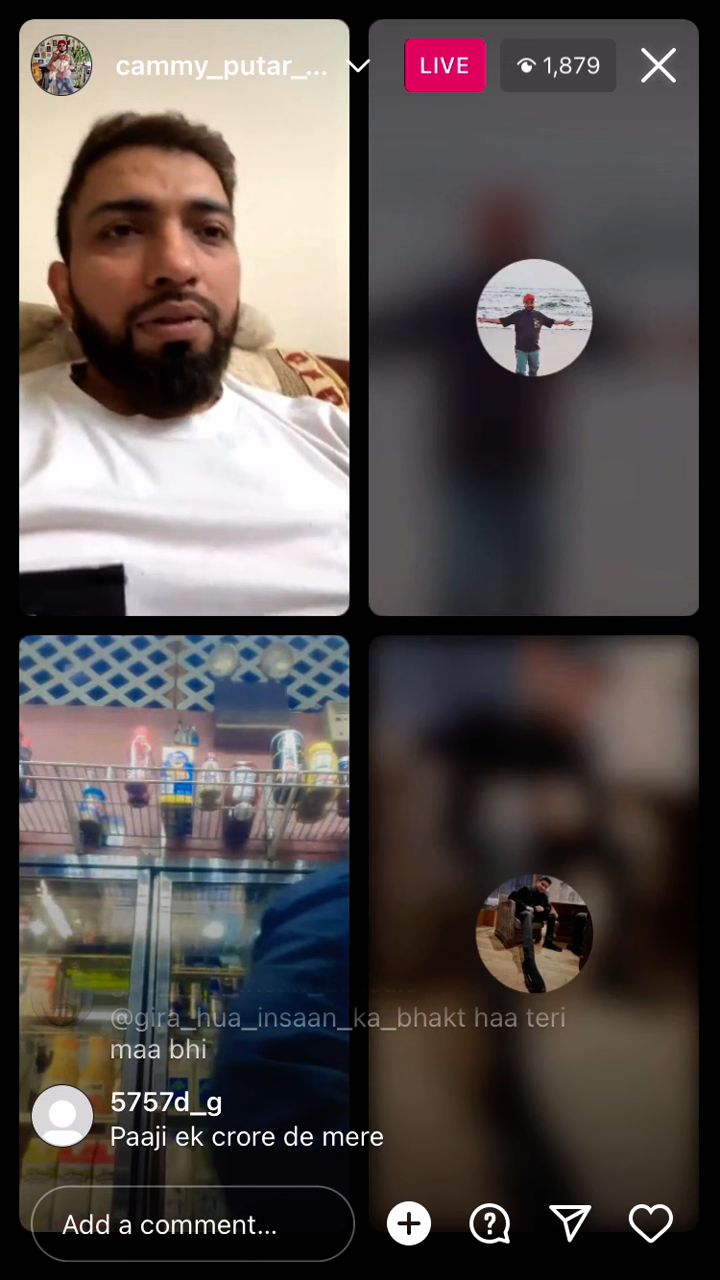 cammy_putar_...
LIVE
1,879
@gira_hua_insaan_ka_bhakt haa teri
maa bhi
5757d_g
Paaji ek crore de mere
Add a comment...